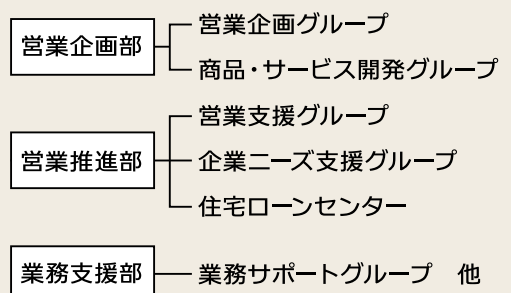 営業企画部
営業企画グループ
商品・サービス開発グループ
営業推進部
営業支援グループ
企業ニーズ支援グループ
住宅ローンセンター
業務支援部
業務サポートグループ　他